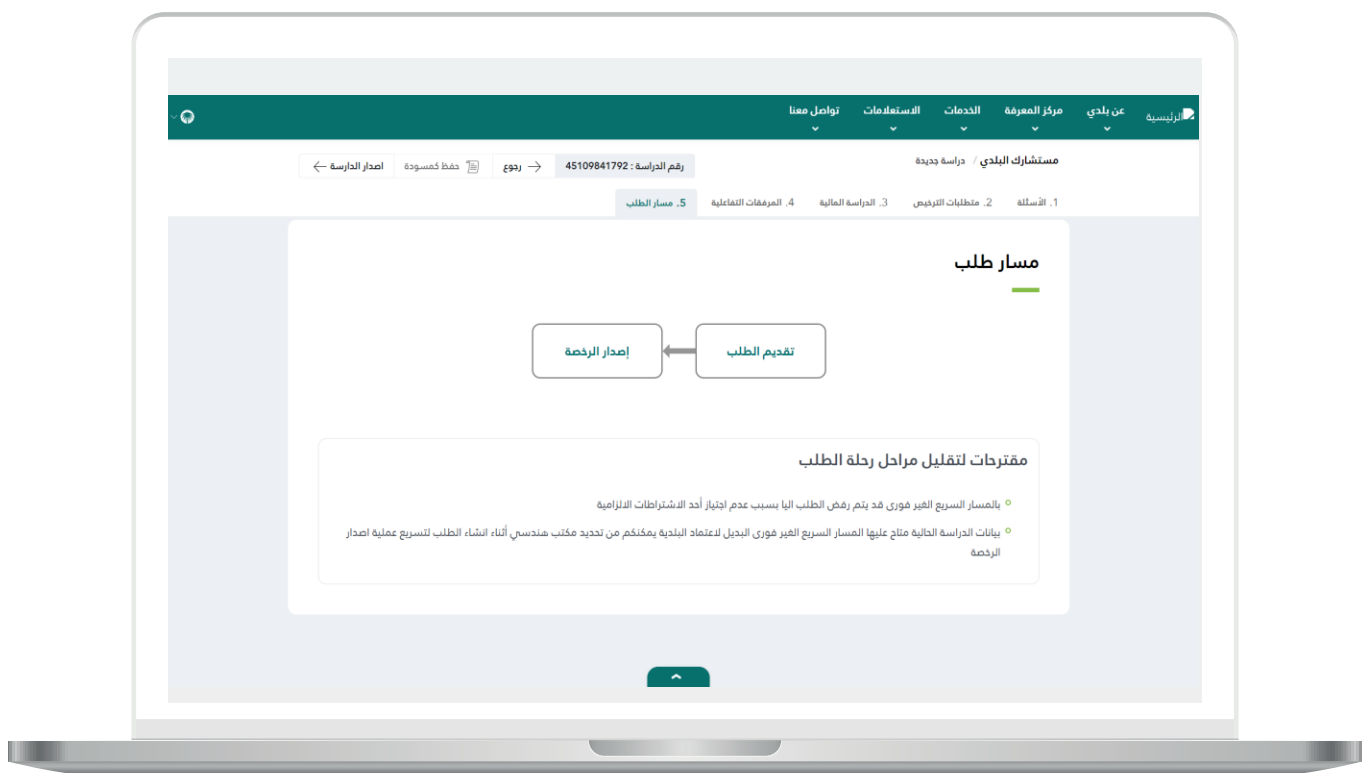 الرئيسية
عن بلدي
مركز المعرفة
الخدمات
الاستعلامات
تواصل معنا
مستشارك البلدي / دراسة جديدة
رقم الدراسة : 45109841792
رجوع
حفظ كمسودة
اصدار الدارسة
1. الأسئلة
2. متطلبات الترخيص
3. الدراسة المالية
4. المرفقات التفاعلية
5. مسار الطلب
مسار طلب
تقديم الطلب
إصدار الرخصة
مقترحات لتقليل مراحل رحلة الطلب
بالمسار السريع الغير فورى قد يتم رفض الطلب اليا بسبب عدم اجتياز أحد الاشتراطات الالزامية
بيانات الدراسة الحالية متاح عليها المسار السريع الغير فورى البديل لاعتماد البلدية يمكنكم من تحديد مكتب هندسي أثناء انشاء الطلب لتسريع عملية اصدار
الرخصة